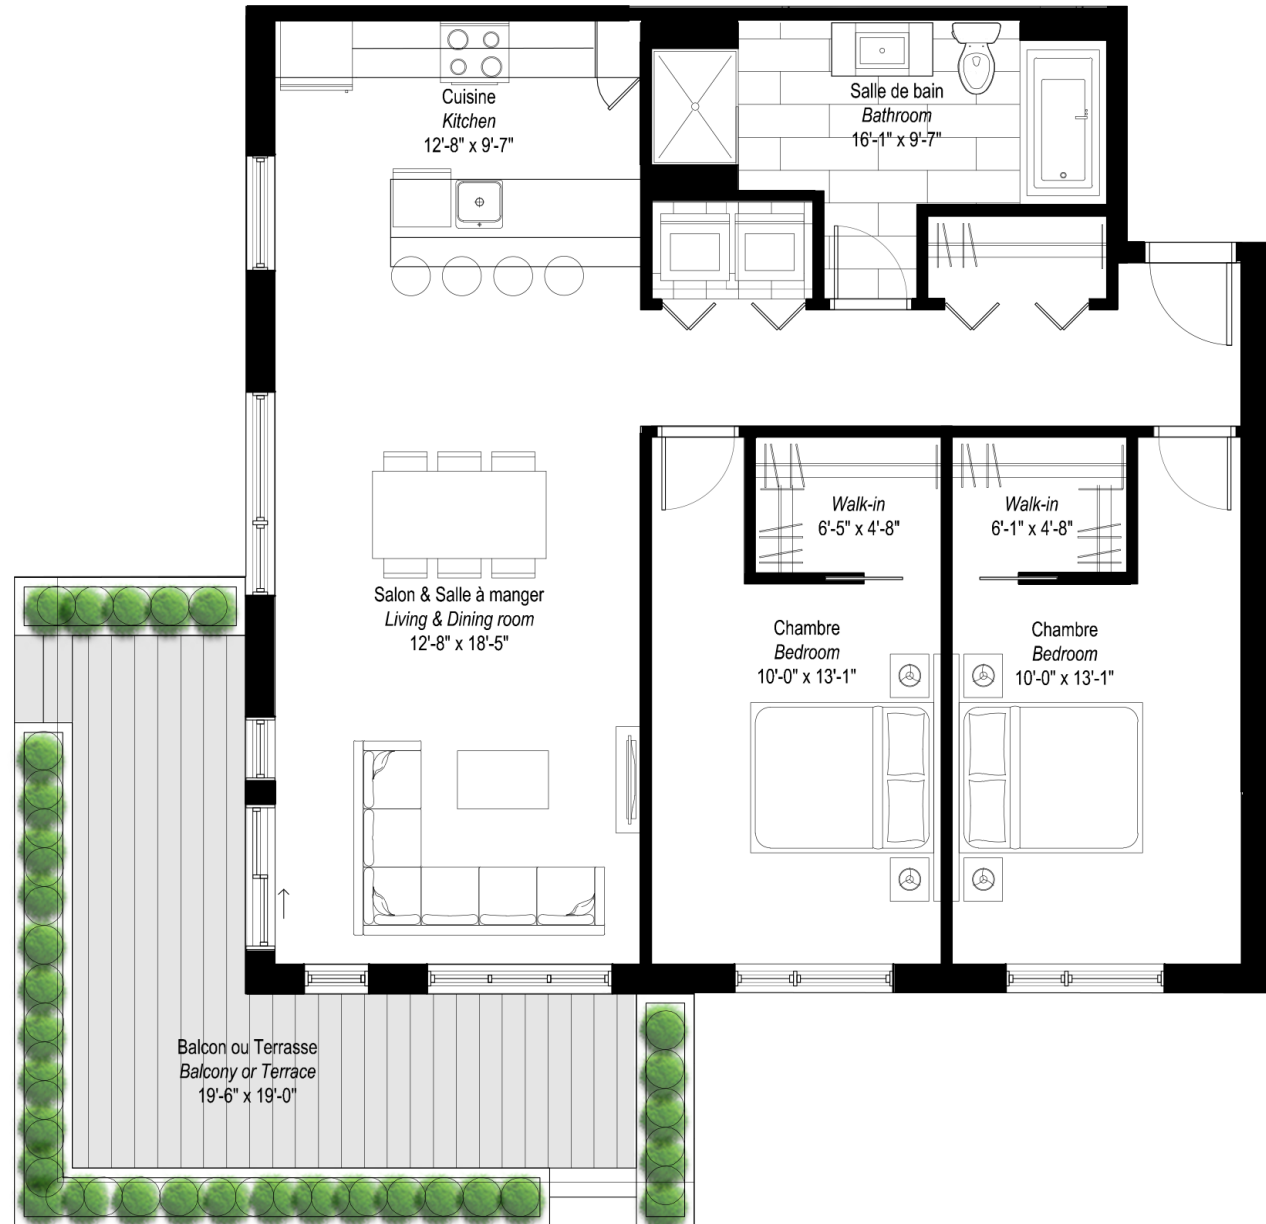 Cuisine
Kitchen
12'-8" x 9'-7"
Salle de bain
Bathroom
16'-1" x 9'-7"
Walk-in
6'-5" x 4'-8"
Walk-in
6'-1" x 4'-8"
Salon & Salle à manger
Living & Dining room
12'-8" x 18'-5"
Chambre
Bedroom
10'-0" x 13'-1"
Chambre
Bedroom
10'-0" x 13'-1"
Balcon ou Terrasse
Balcony or Terrace
19'-6" x 19'-0"